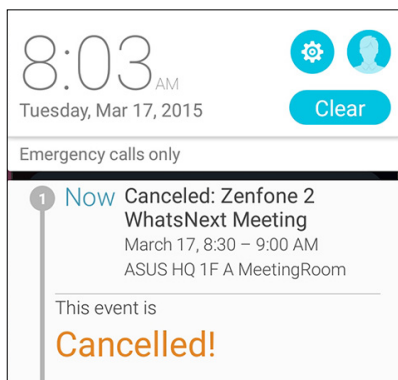 8:03 AM
Tuesday, Mar 17, 2015
Clear
Emergency calls only
1 Now Canceled: Zenfone 2
WhatsNext Meeting
March 17, 8:30 – 9:00 AM
ASUS HQ 1F A MeetingRoom
This event is
Cancelled!